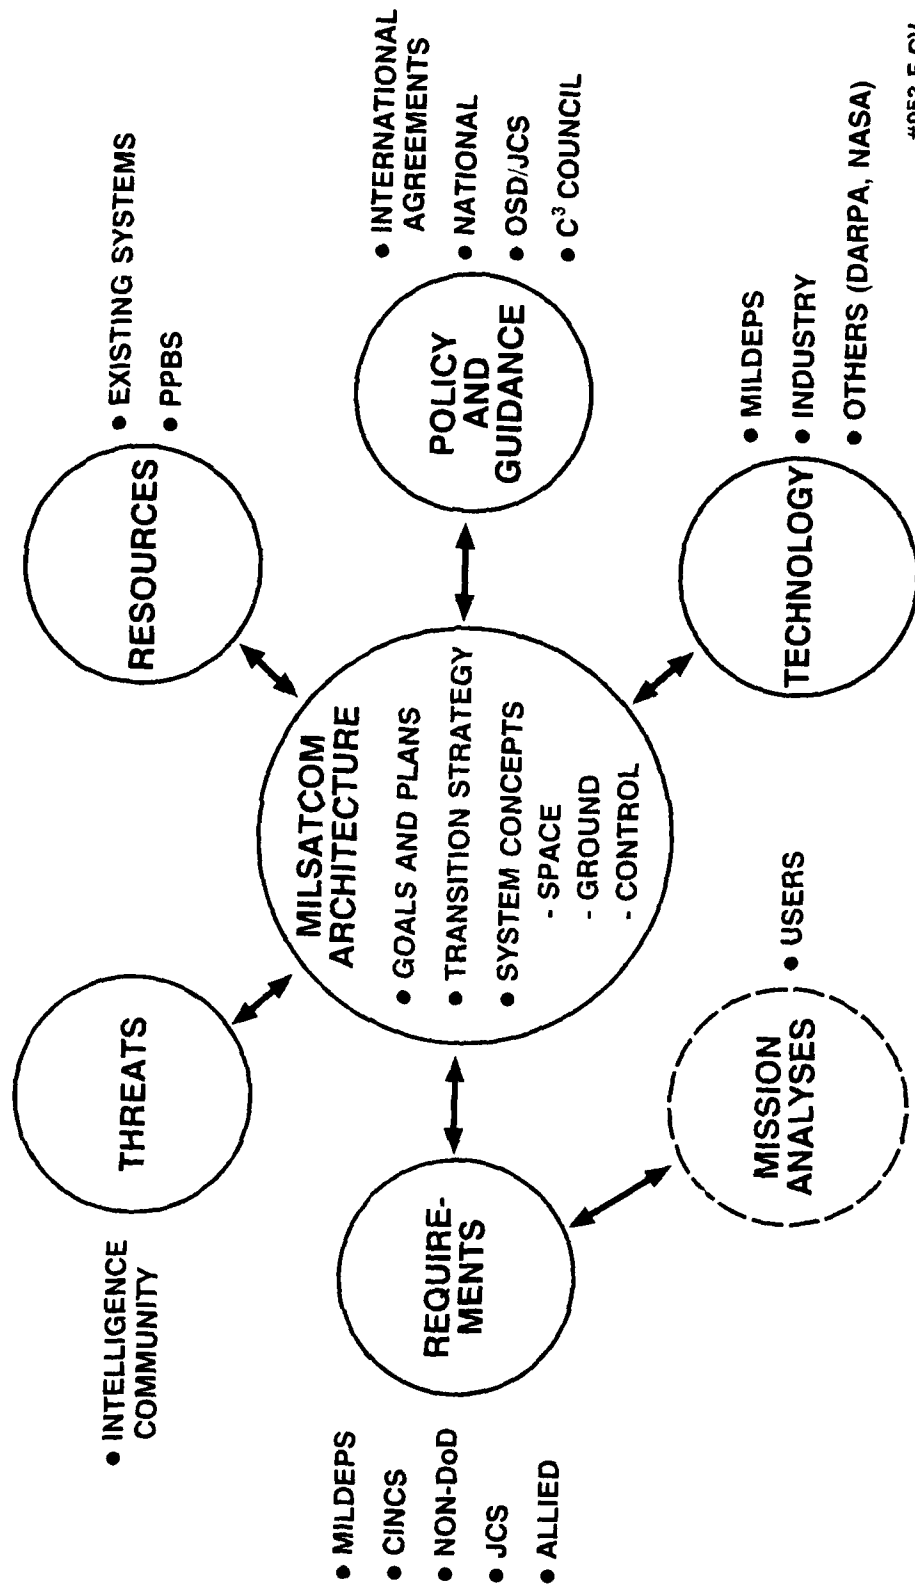 ● INTELLIGENCE
COMMUNITY
THREATS
RESOURCES
● EXISTING SYSTEMS
● PPBS
● MILDEPS
● CINCS
● NON-DoD
● JCS
● ALLIED
REQUIRE-
MENTS
MILSATCOM
ARCHITECTURE
● GOALS AND PLANS
● TRANSITION STRATEGY
● SYSTEM CONCEPTS
- SPACE
- GROUND
- CONTROL
POLICY
AND
GUIDANCE
● INTERNATIONAL
AGREEMENTS
● NATIONAL
● OSD/JCS
● C³ COUNCIL
MISSION
ANALYSES
● USERS
TECHNOLOGY
● MILDEPS
● INDUSTRY
● OTHERS (DARPA, NASA)